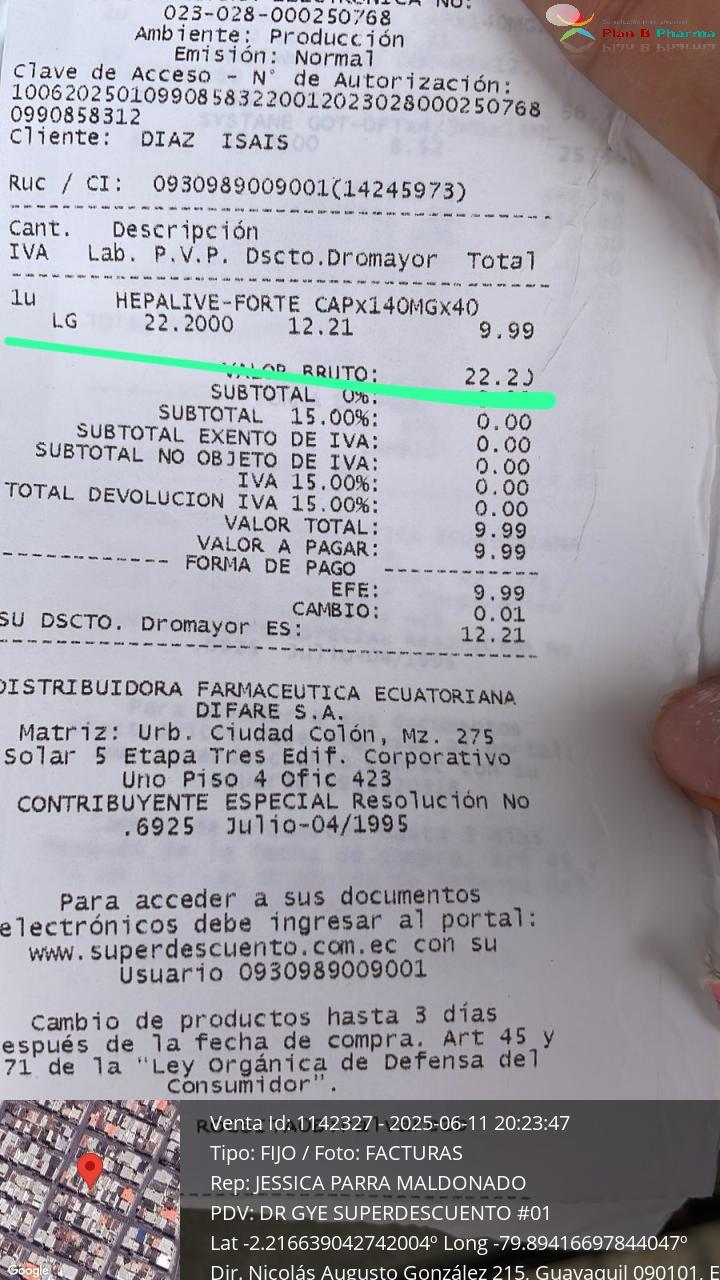 023-028-000250768
Ambiente: Producción
Emisión: Normal
Clave de Acceso - N° de Autorización:
1006202501099085832200120230280002507​68
0990858312
Cliente: DIAZ ISAIS
Ruc / CI: 0930989009001(14245973)
Cant. Descripción
IVA Lab. P.V.P. Dscto.Dromayor Total
1u HEPALIVE-FORTE CAPx140MGx40
LG 22.2000 12.21 9.99
VALOR BRUTO: 22.20
SUBTOTAL 0%:
SUBTOTAL 15.00%: 0.00
SUBTOTAL EXENTO DE IVA: 0.00
SUBTOTAL NO OBJETO DE IVA: 0.00
IVA 15.00%: 0.00
TOTAL DEVOLUCION IVA 15.00%: 0.00
VALOR TOTAL: 9.99
VALOR A PAGAR: 9.99
FORMA DE PAGO
EFE: 9.99
CAMBIO: 0.01
SU DSCTO. Dromayor ES: 12.21
DISTRIBUIDORA FARMACEUTICA ECUATORIANA
DIFARE S.A.
Matriz: Urb. Ciudad Colón, Mz. 275
Solar 5 Etapa Tres Edif. Corporativo
Uno Piso 4 Ofic 423
CONTRIBUYENTE ESPECIAL Resolución No
.6925 Julio-04/1995
Para acceder a sus documentos
electrónicos debe ingresar al portal:
www.superdescuento.com.ec con su
Usuario 0930989009001
Cambio de productos hasta 3 días
espués de la fecha de compra. Art 45 y
71 de la "Ley Orgánica de Defensa del
Consumidor".
Plan B Pharma
Venta Id: 1142327 - 2025-06-11 20:23:47
Tipo: FIJO / Foto: FACTURAS
Rep: JESSICA PARRA MALDONADO
PDV: DR GYE SUPERDESCUENTO #01
Lat -2.216639042742004º Long -79.894166978440​47º
Dir. Nicolás Augusto González 215, Guayaquil 090101, E
Google